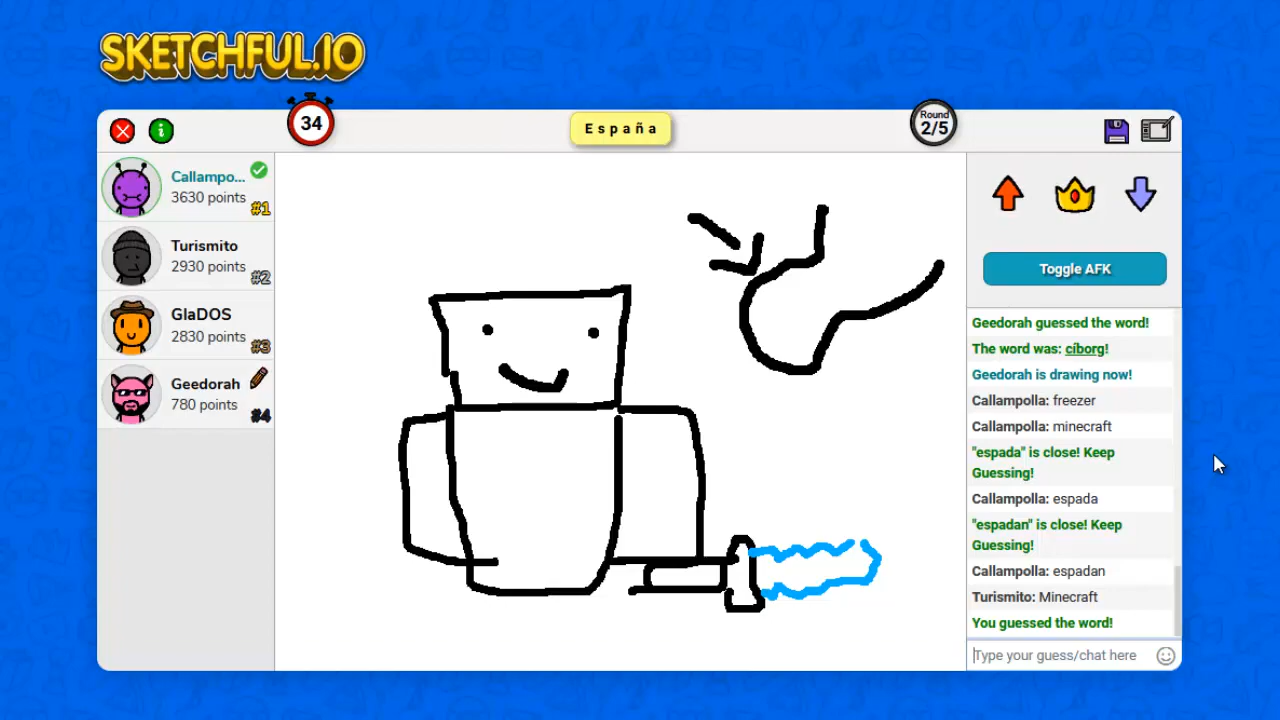 SKETCHFUL.IO
34
España
Round
2/5
Callampo...
3630 points
#1
Turismito
2930 points
#2
GlaDOS
2830 points
#3
Geedorah
780 points
#4
Toggle AFK
Geedorah guessed the word!
The word was: cíborg!
Geedorah is drawing now!
Callampolla: freezer
Callampolla: minecraft
"espada" is close! Keep
Guessing!
Callampolla: espada
"espadan" is close! Keep
Guessing!
Callampolla: espadan
Turismito: Minecraft
You guessed the word!
Type your guess/chat here